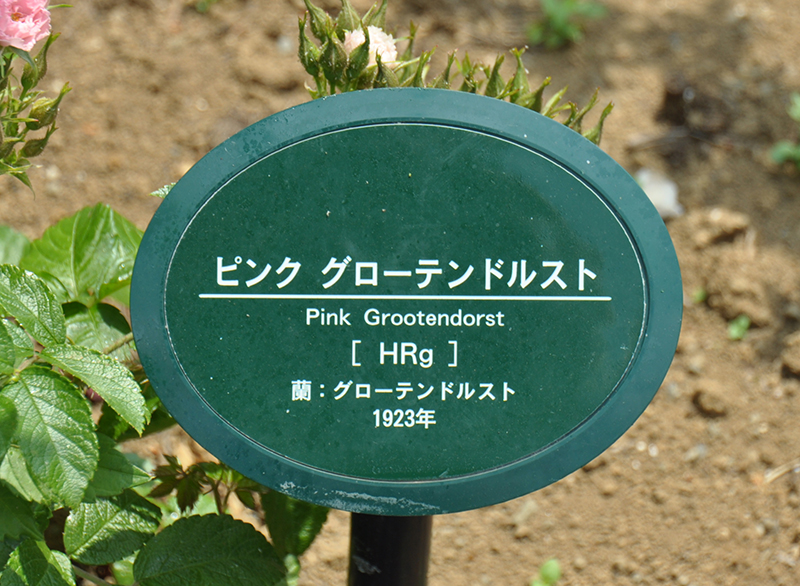 ピンク グローテンドルスト
Pink Grootendorst
[ HRg ]
蘭：グローテンドルスト
1923年